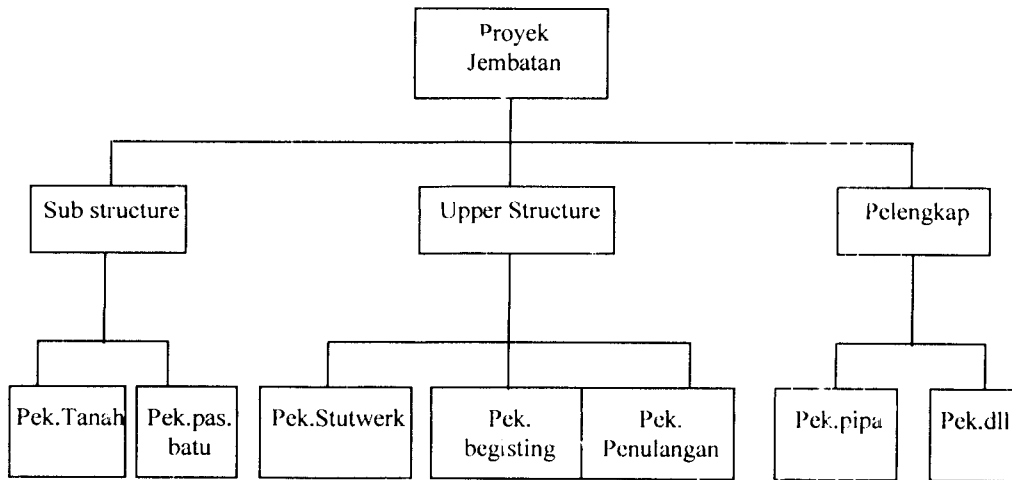 Proyek
Jembatan
Sub structure
Upper Structure
Pelengkap
Pek.Tanah
Pek.pas.
batu
Pek.Stutwerk
Pek.
begisting
Pek.
Penulangan
Pek.pipa
Pek.dll